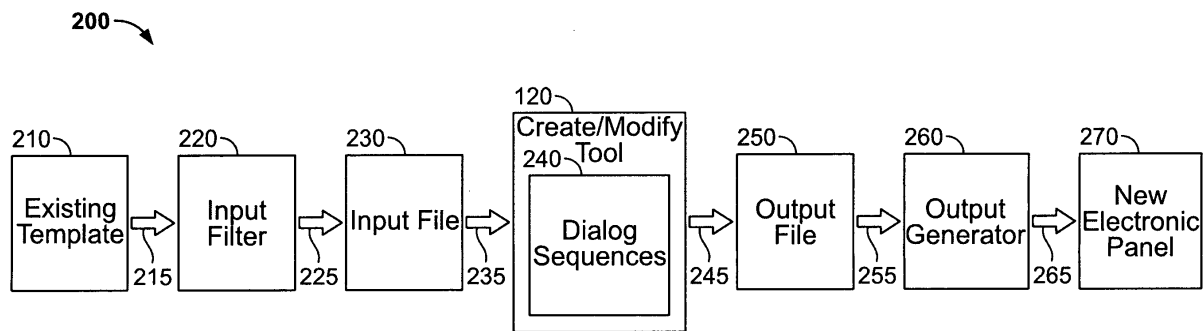 200
210
Existing
Template
215
220
Input
Filter
225
230
Input File
235
120
Create/Modify
Tool
240
Dialog
Sequences
245
250
Output
File
255
260
Output
Generator
265
270
New
Electronic
Panel